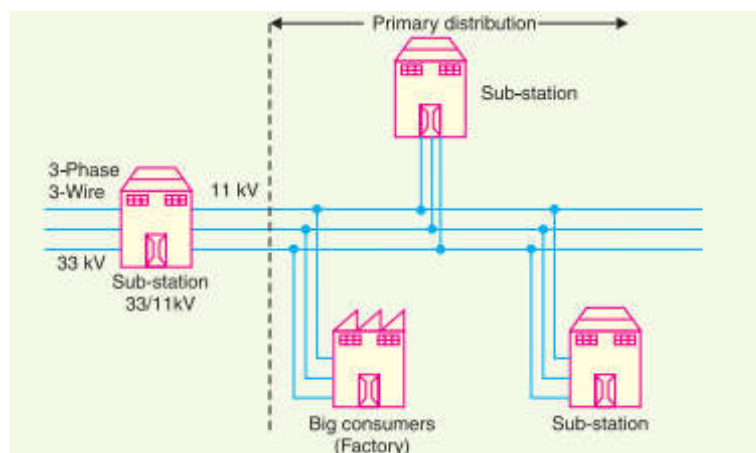 Primary distribution
Sub-station
3-Phase
3-Wire
11 kV
33 kV
Sub-station
33/11kV
Big consumers
(Factory)
Sub-station